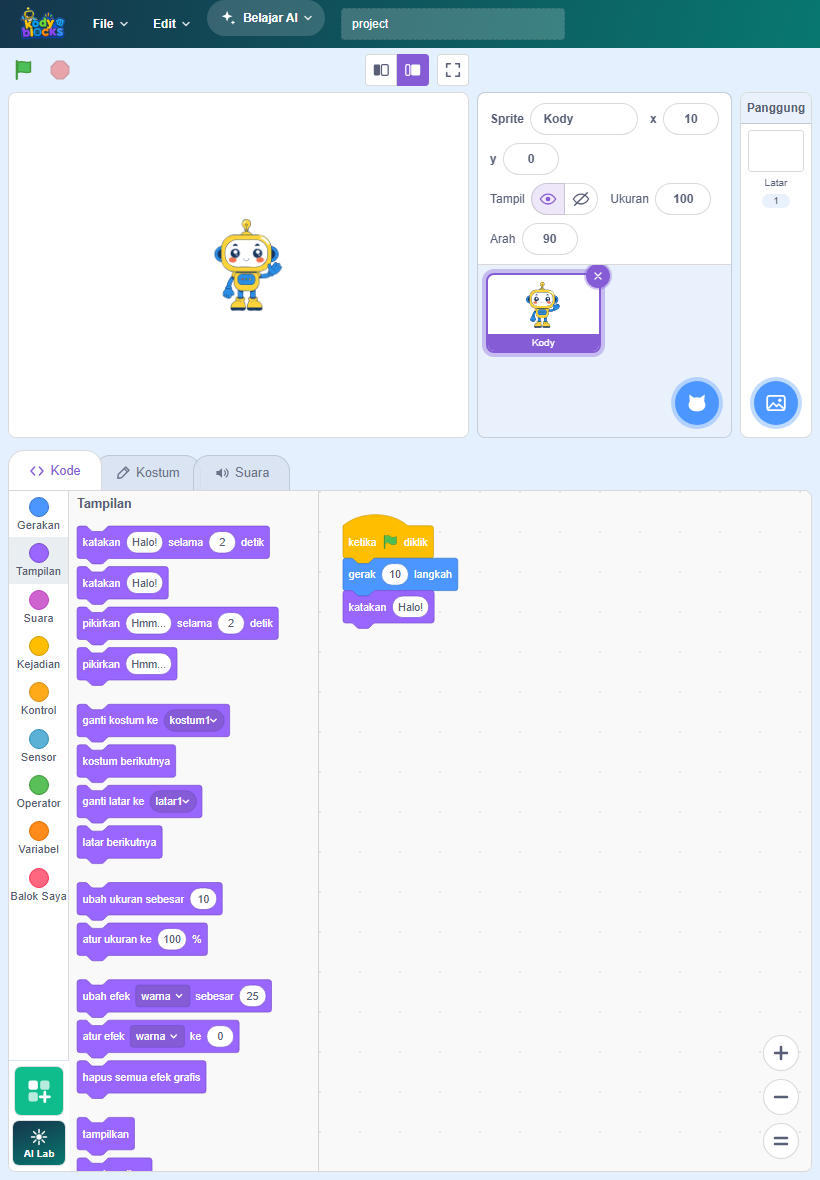 Kody blocks
File Edit Belajar AI project
Sprite Kody x 10
y 0
Tampil Ukuran 100
Arah 90
Kody
Panggung
Latar
1
Kode Kostum Suara
Gerakan
Tampilan
Suara
Kejadian
Kontrol
Sensor
Operator
Variabel
Balok Saya
AI Lab
Tampilan
katakan Halo! selama 2 detik
katakan Halo!
pikirkan Hmm... selama 2 detik
pikirkan Hmm...
ganti kostum ke kostum1
kostum berikutnya
ganti latar ke latar1
latar berikutnya
ubah ukuran sebesar 10
atur ukuran ke 100 %
ubah efek warna sebesar 25
atur efek warna ke 0
hapus semua efek grafis
tampilkan
ketika diklik
gerak 10 langkah
katakan Halo!